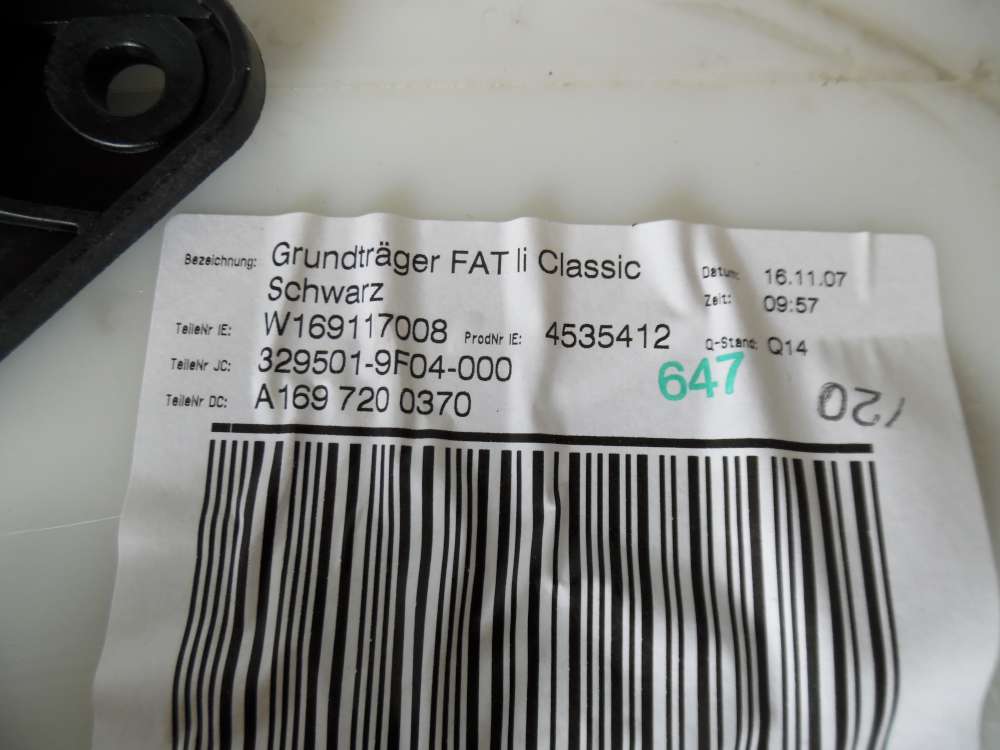 Bezeichnung: Grundträger FAT li Classic
Schwarz
Datum: 16.11.07
Zeit: 09:57
TeileNr IE: W169117008 ProdNr IE: 4535412 Q-Stand: Q14
TeileNr JC: 329501-9F04-000
647
TeileNr DC: A169 720 0370
/20